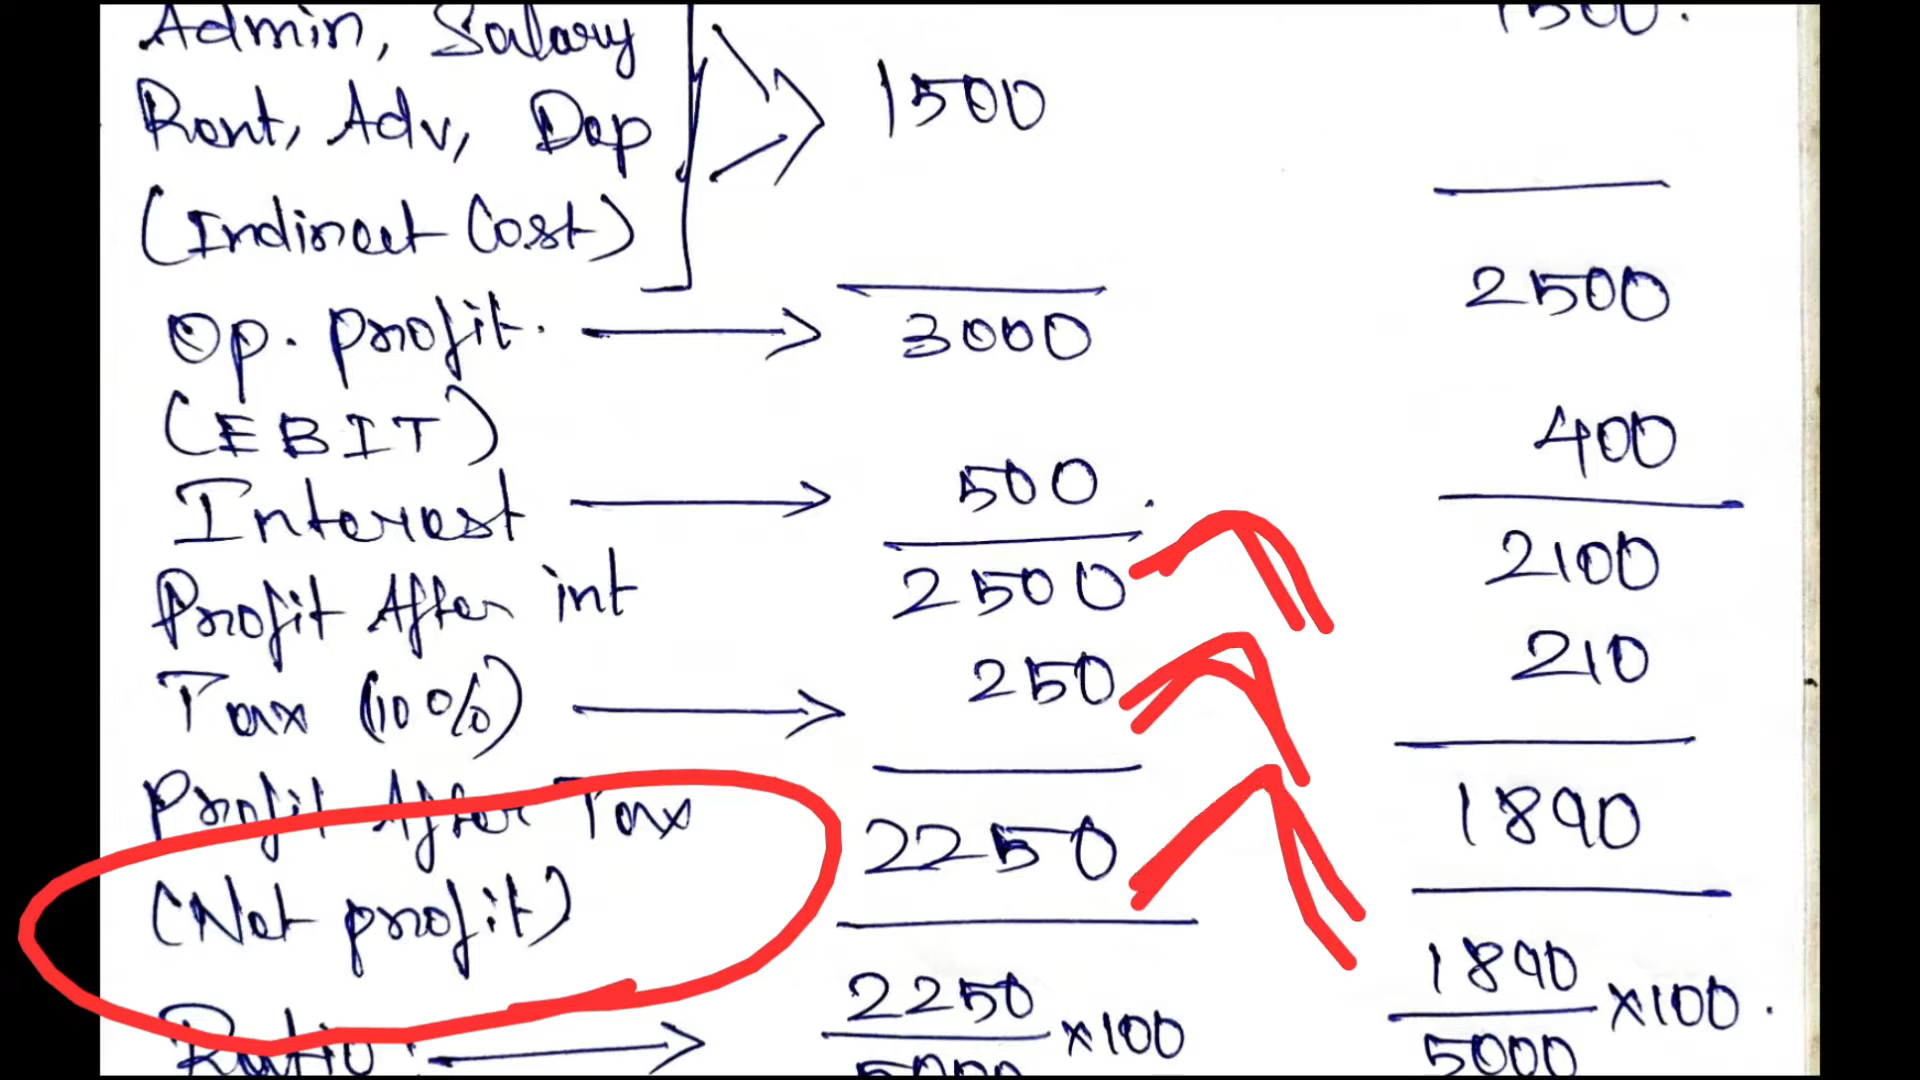 Admin, Salary 1500.
Rent, Adv, Dep 1500
(Indirect Cost)
2500
Op. profit. 3000
(EBIT) 400
Interest 500.
Profit After int 2500 2100
Tax (10%) 250 210
Profit After Tax 2250 1890
(Net profit)
2250 1890
Ratio: ×100 ×100.
5000 5000